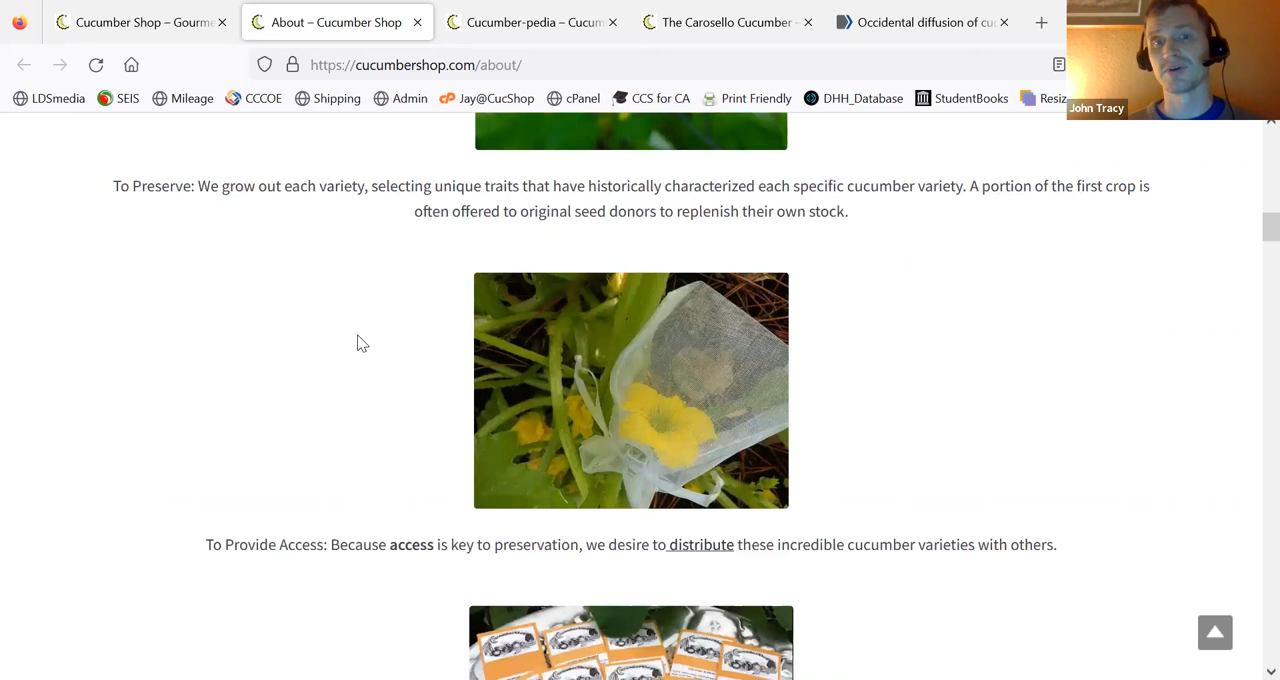 Cucumber Shop – Gourme
About – Cucumber Shop
Cucumber-pedia – Cucum
The Carosello Cucumber –
Occidental diffusion of cu
https://cucumbershop.com/about/
LDSmedia
SEIS
Mileage
CCCOE
Shipping
Admin
Jay@CucShop
cPanel
CCS for CA
Print Friendly
DHH_Database
StudentBooks
Resiz
John Tracy
To Preserve: We grow out each variety, selecting unique traits that have historically characterized each specific cucumber variety. A portion of the first crop is
often offered to original seed donors to replenish their own stock.
To Provide Access: Because access is key to preservation, we desire to distribute these incredible cucumber varieties with others.